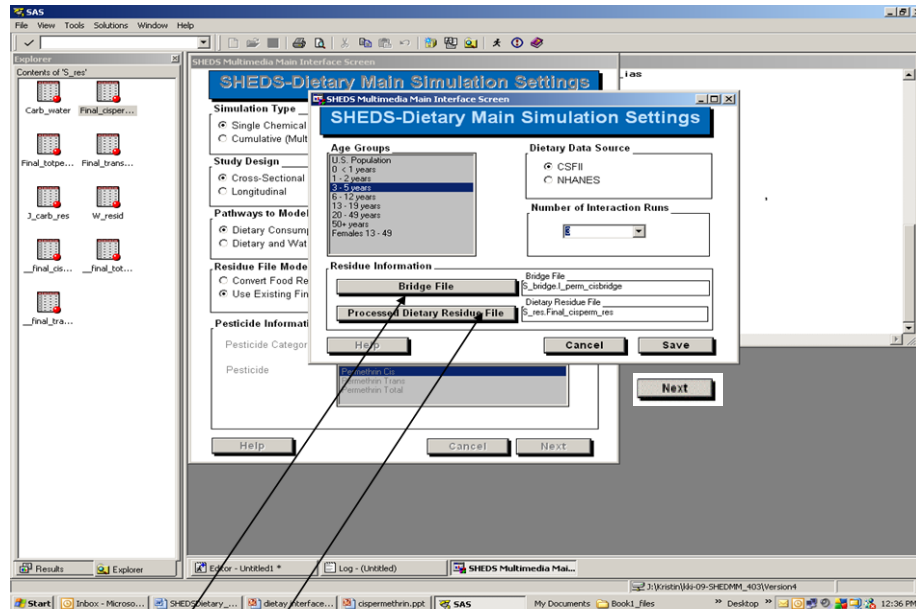 SAS
File View Tools Solutions Window Help
Explorer
Contents of 'S_res'
Carb_water
Final_cisper...
Final_totpe...
Final_trans...
J_carb_res
W_resid
__final_cis...
__final_tot...
__final_tra...
SHEDS Multimedia Main Interface Screen
SHEDS-Dietary Main Simulation Settings
Simulation Type
Single Chemical
Cumulative (Mult
Study Design
Cross-Sectional
Longitudinal
Pathways to Model
Dietary Consump
Dietary and Wat
Residue File Mode
Convert Food Re
Use Existing Fin
Pesticide Informati
Pesticide Categor
Pesticide
Permethrin Cis
Permethrin Trans
Permethrin Total
Help
Cancel
Next
SHEDS Multimedia Main Interface Screen
SHEDS-Dietary Main Simulation Settings
Age Groups
U.S. Population
0 < 1 years
1 - 2 years
3 - 5 years
6 - 12 years
13 - 19 years
20 - 49 years
50+ years
Females 13 - 49
Dietary Data Source
CSFII
NHANES
Number of Interaction Runs
3
Residue Information
Bridge File
Bridge File
S_bridge.I_perm_cisbridge
Processed Dietary Residue File
Dietary Residue File
S_res.Final_cisperm_res
Help
Cancel
Save
Next
_ias
Results
Explorer
Editor - Untitled1 *
Log - (Untitled)
SHEDS Multimedia Mai...
J:\Kristin\kki-09-SHEDMM_403\Version4
Start
Inbox - Microso...
SHEDSDietary_...
dietay interface...
cispermethrin.ppt
SAS
My Documents
Book1_files
Desktop
12:36 PM